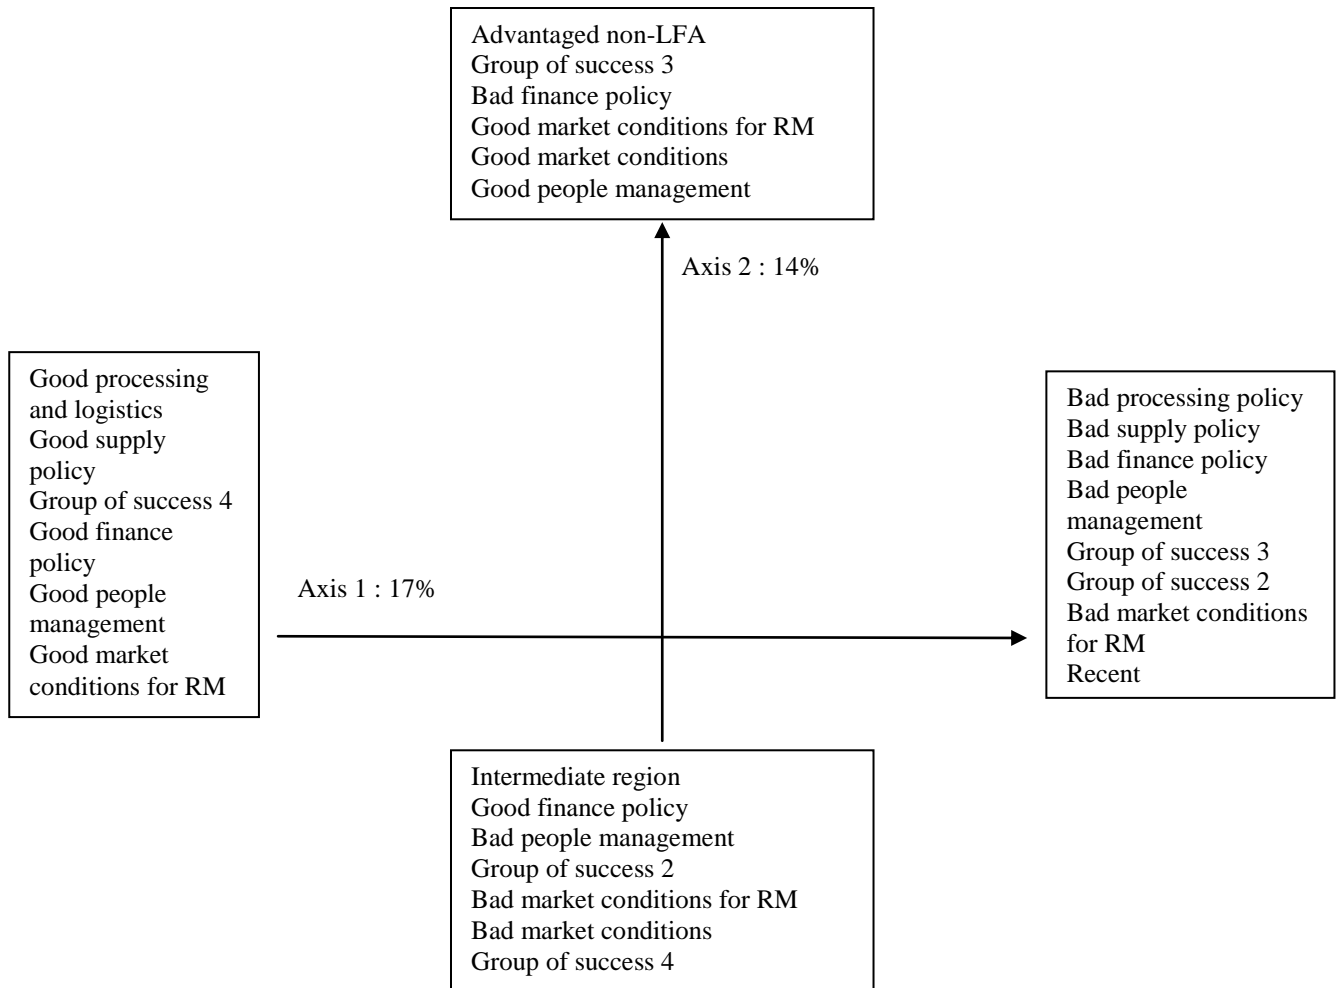 Advantaged non-LFA
Group of success 3
Bad finance policy
Good market conditions for RM
Good market conditions
Good people management
Axis 2 : 14%
Good processing
and logistics
Good supply
policy
Group of success 4
Good finance
policy
Good people
management
Good market
conditions for RM
Axis 1 : 17%
Bad processing policy
Bad supply policy
Bad finance policy
Bad people
management
Group of success 3
Group of success 2
Bad market conditions
for RM
Recent
Intermediate region
Good finance policy
Bad people management
Group of success 2
Bad market conditions for RM
Bad market conditions
Group of success 4